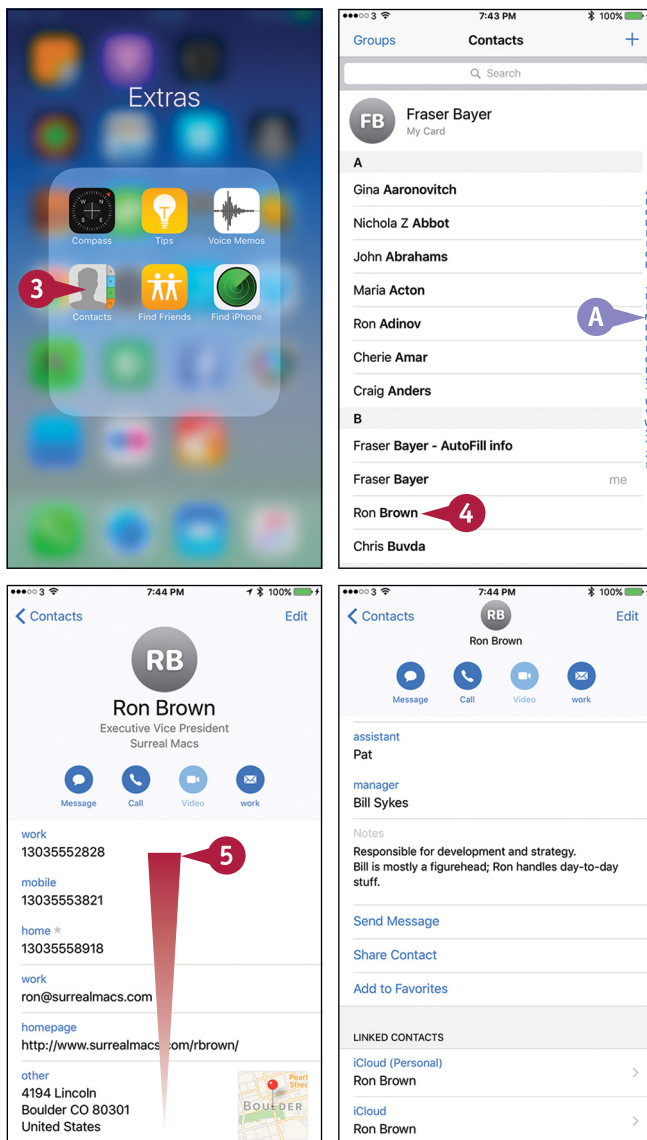 Extras
Compass
Tips
Voice Memos
3
Contacts
Find Friends
Find iPhone
3
7:43 PM
100%
Groups
Contacts
+
Search
FB
Fraser Bayer
My Card
A
Gina Aaronovitch
Nichola Z Abbot
John Abrahams
Maria Acton
Ron Adinov
A
Cherie Amar
Craig Anders
B
Fraser Bayer - AutoFill info
Fraser Bayer
me
Ron Brown
4
Chris Buvda
3
7:44 PM
100%
Contacts
Edit
RB
Ron Brown
Executive Vice President
Surreal Macs
Message
Call
Video
work
work
13035552828
5
mobile
13035553821
home
13035558918
work
ron@surrealmacs.com
homepage
http://www.surrealmacs.com/rbrown/
other
4194 Lincoln
Boulder CO 80301
United States
BOULDER
3
7:44 PM
100%
Contacts
RB
Edit
Ron Brown
Message
Call
Video
work
assistant
Pat
manager
Bill Sykes
Notes
Responsible for development and strategy.
Bill is mostly a figurehead; Ron handles day-to-day
stuff.
Send Message
Share Contact
Add to Favorites
LINKED CONTACTS
iCloud (Personal)
Ron Brown
iCloud
Ron Brown